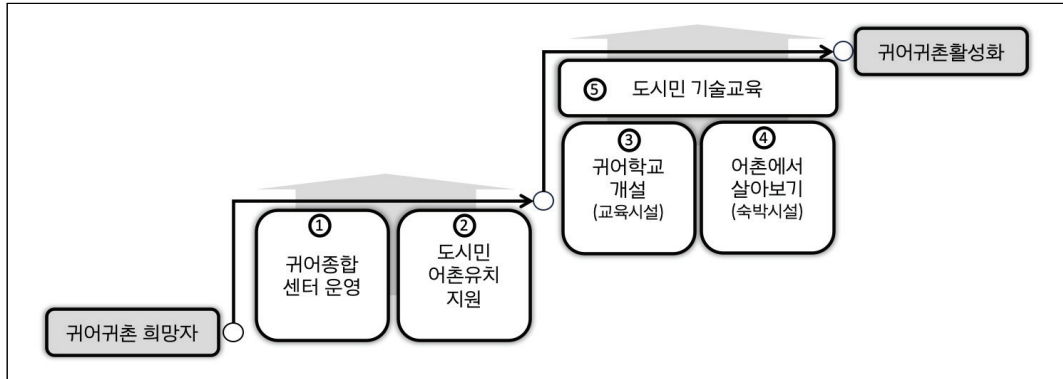 귀어귀촌활성화
⑤ 도시민 기술교육
③
귀어학교
개설
(교육시설)
④
어촌에서
살아보기
(숙박시설)
①
귀어종합
센터 운영
②
도시민
어촌유치
지원
귀어귀촌 희망자